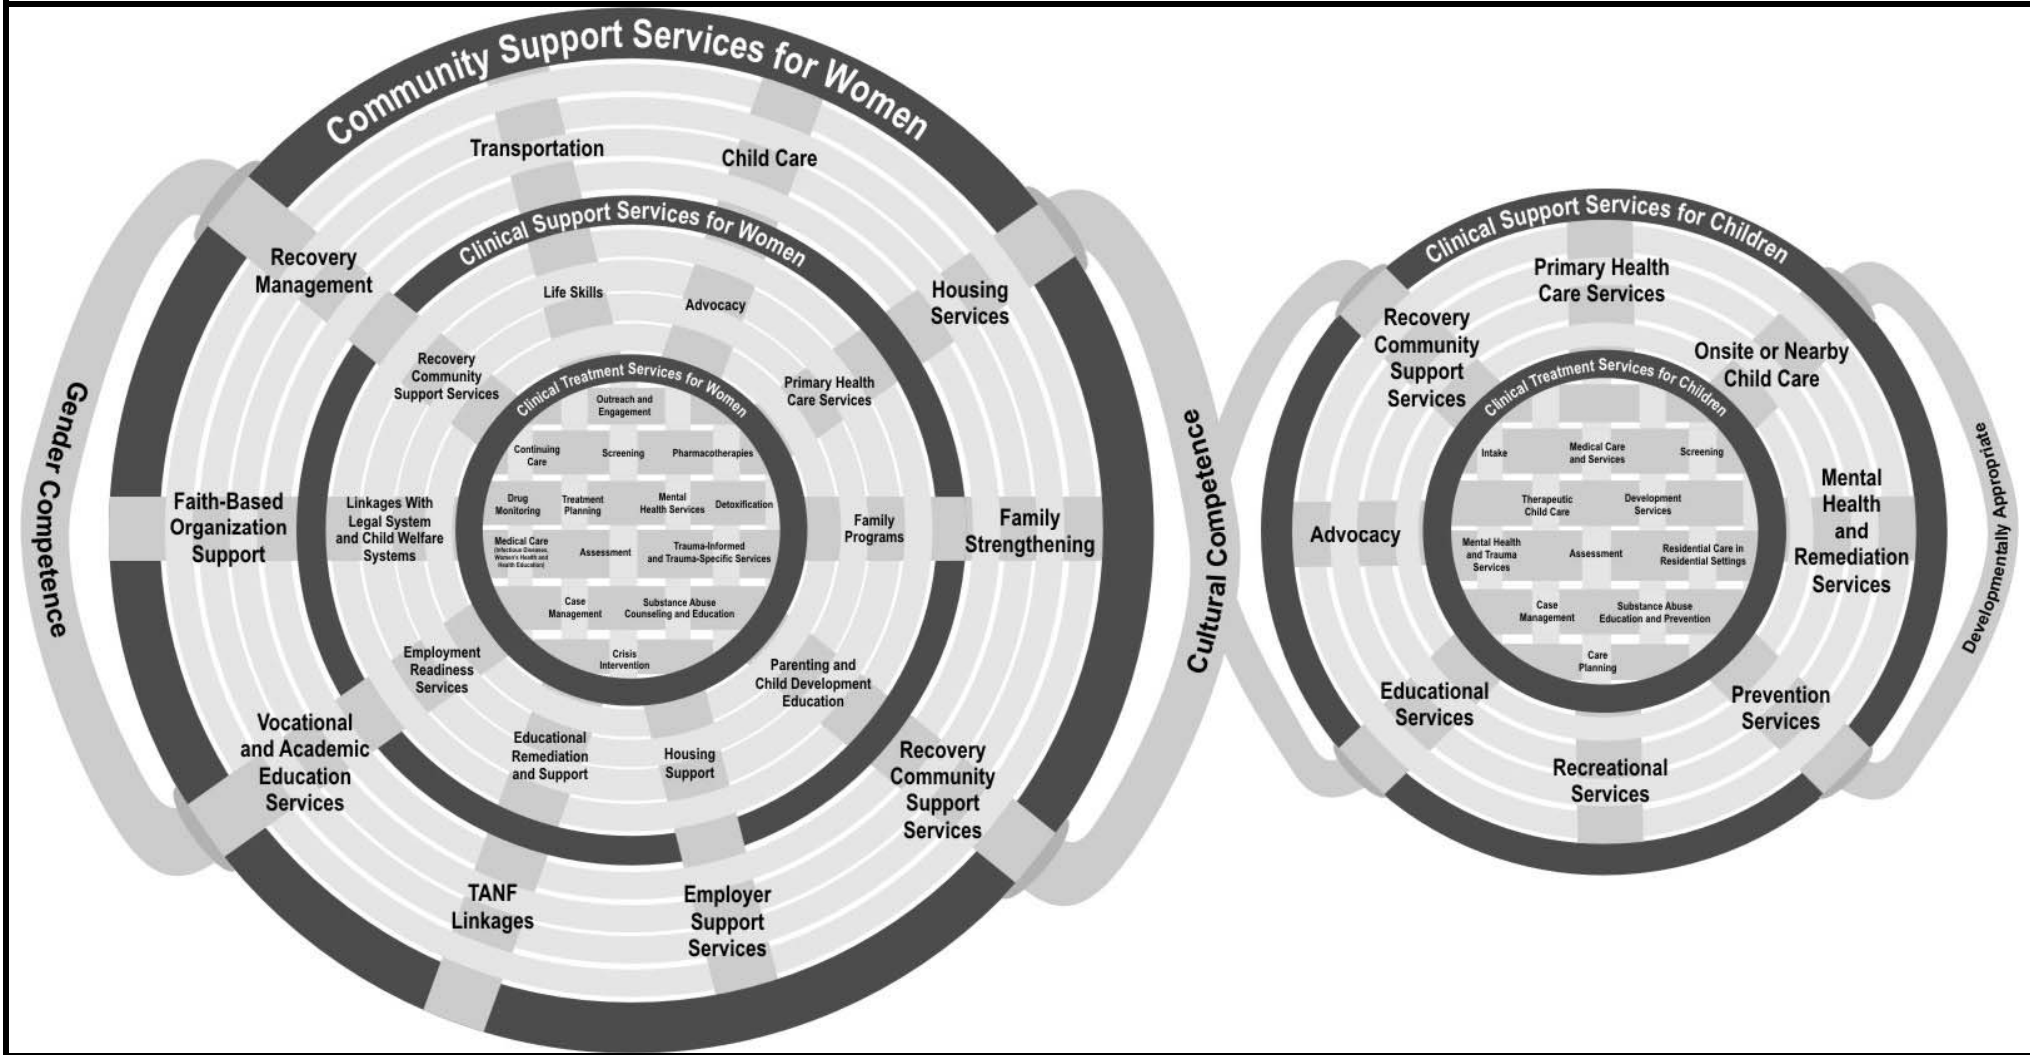 Community Support Services for Women
Transportation
Child Care
Recovery
Management
Housing
Services
Faith-Based
Organization
Support
Family
Strengthening
Vocational
and Academic
Education
Services
Recovery
Community
Support
Services
TANF
Linkages
Employer
Support
Services
Clinical Support Services for Women
Life Skills
Advocacy
Recovery
Community
Support Services
Primary Health
Care Services
Linkages With
Legal System
and Child Welfare
Systems
Family
Programs
Employment
Readiness
Services
Parenting and
Child Development
Education
Educational
Remediation
and Support
Housing
Support
Clinical Treatment Services for Women
Outreach and
Engagement
Continuing
Care
Screening
Pharmacotherapies
Drug
Monitoring
Treatment
Planning
Mental
Health Services
Detoxification
Medical Care
(Infectious Diseases,
Women's Health and
Health Education)
Assessment
Trauma-Informed
and Trauma-Specific Services
Case
Management
Substance Abuse
Counseling and Education
Crisis
Intervention
Gender Competence
Cultural Competence
Clinical Support Services for Children
Primary Health
Care Services
Recovery
Community
Support
Services
Onsite or Nearby
Child Care
Advocacy
Mental
Health
and
Remediation
Services
Educational
Services
Prevention
Services
Recreational
Services
Clinical Treatment Services for Children
Intake
Medical Care
and Services
Screening
Therapeutic
Child Care
Development
Services
Mental Health
and Trauma
Services
Assessment
Residential Care in
Residential Settings
Case
Management
Substance Abuse
Education and Prevention
Care
Planning
Developmentally Appropriate